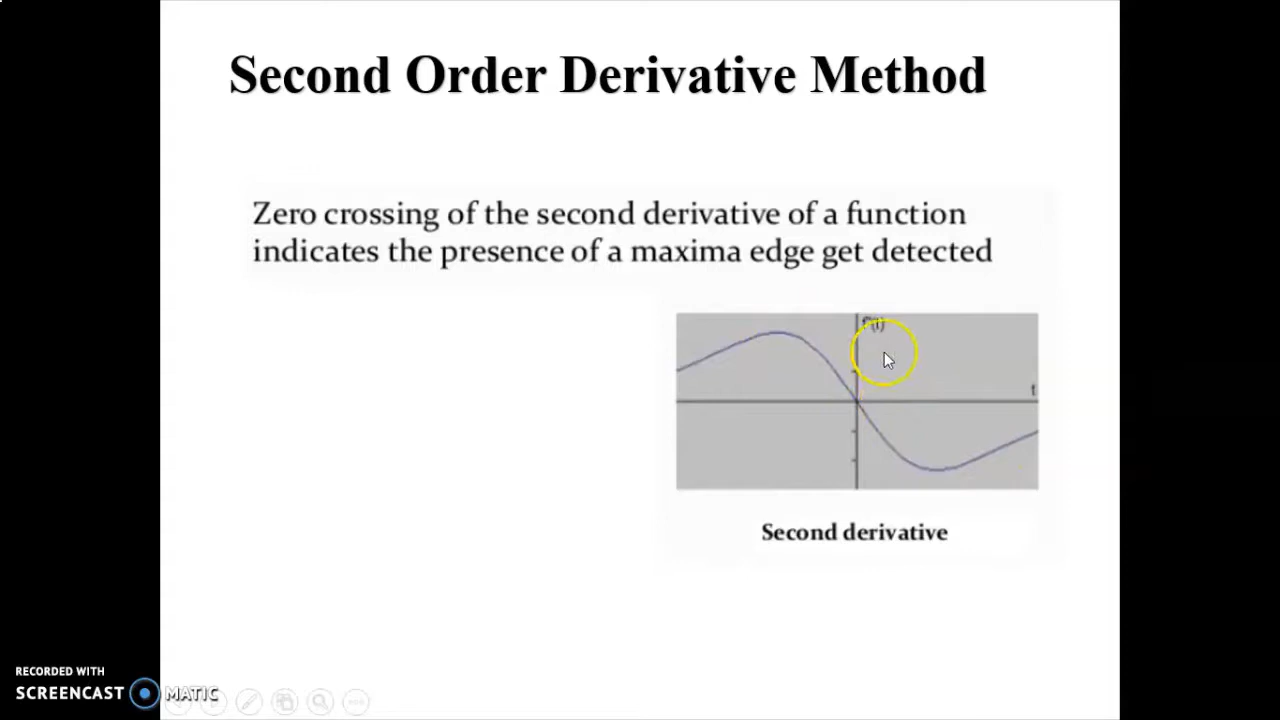 Second Order Derivative Method
Zero crossing of the second derivative of a function
indicates the presence of a maxima edge get detected
t
Second derivative
RECORDED WITH
SCREENCAST MATIC